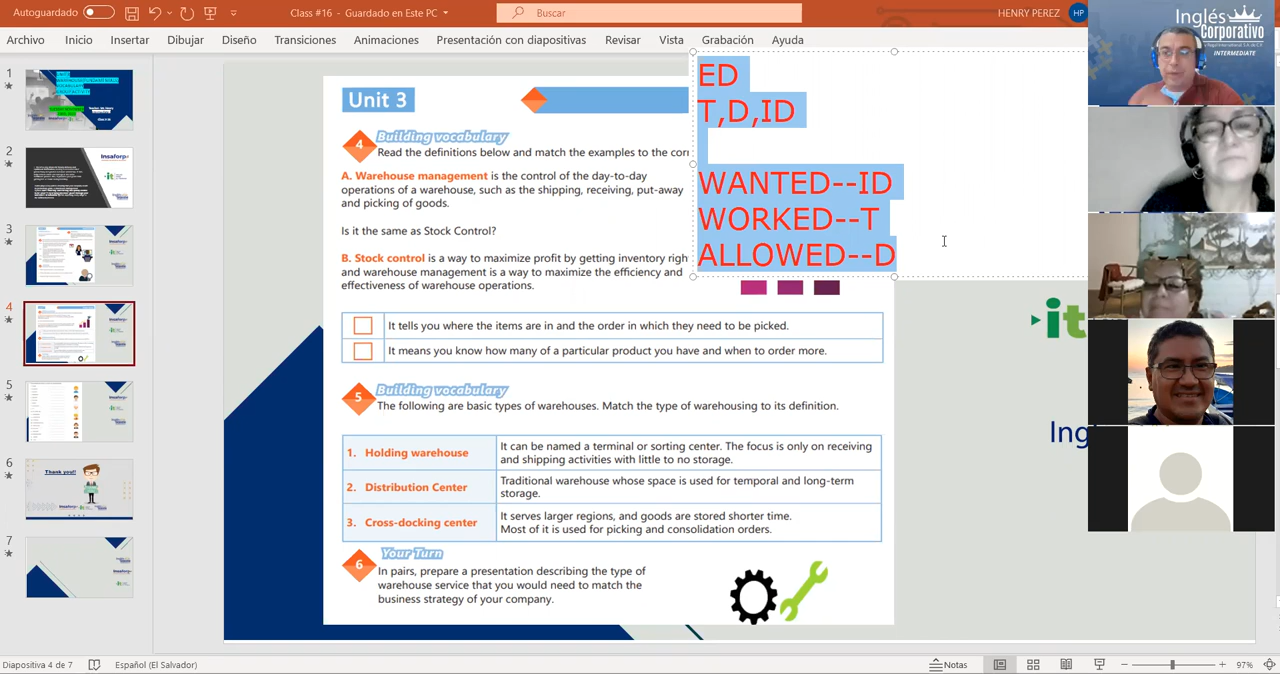 Autoguardado
Class #16 - Guardado en Este PC
Buscar
HENRY PEREZ
HP
Archivo
Inicio
Insertar
Dibujar
Diseño
Transiciones
Animaciones
Presentación con diapositivas
Revisar
Vista
Grabación
Ayuda
Inglés
Corporativo
INTERMEDIATE
1
2
3
4
5
6
7
Thank you!!
Unit 3
4
Building vocabulary
Read the definitions below and match the examples to the corr
A. Warehouse management is the control of the day-to-day
operations of a warehouse, such as the shipping, receiving, put-away
and picking of goods.
Is it the same as Stock Control?
B. Stock control is a way to maximize profit by getting inventory righ
and warehouse management is a way to maximize the efficiency and
effectiveness of warehouse operations.
ED
T,D,ID
WANTED--ID
WORKED--T
ALLOWED--D
It tells you where the items are in and the order in which they need to be picked.
It means you know how many of a particular product you have and when to order more.
5
Building vocabulary
The following are basic types of warehouses. Match the type of warehousing to its definition.
1. Holding warehouse
It can be named a terminal or sorting center. The focus is only on receiving
and shipping activities with little to no storage.
2. Distribution Center
Traditional warehouse whose space is used for temporal and long-term
storage.
3. Cross-docking center
It serves larger regions, and goods are stored shorter time.
Most of it is used for picking and consolidation orders.
6
Your Turn
In pairs, prepare a presentation describing the type of
warehouse service that you would need to match the
business strategy of your company.
it
Ing
Diapositiva 4 de 7
Español (El Salvador)
Notas
97%